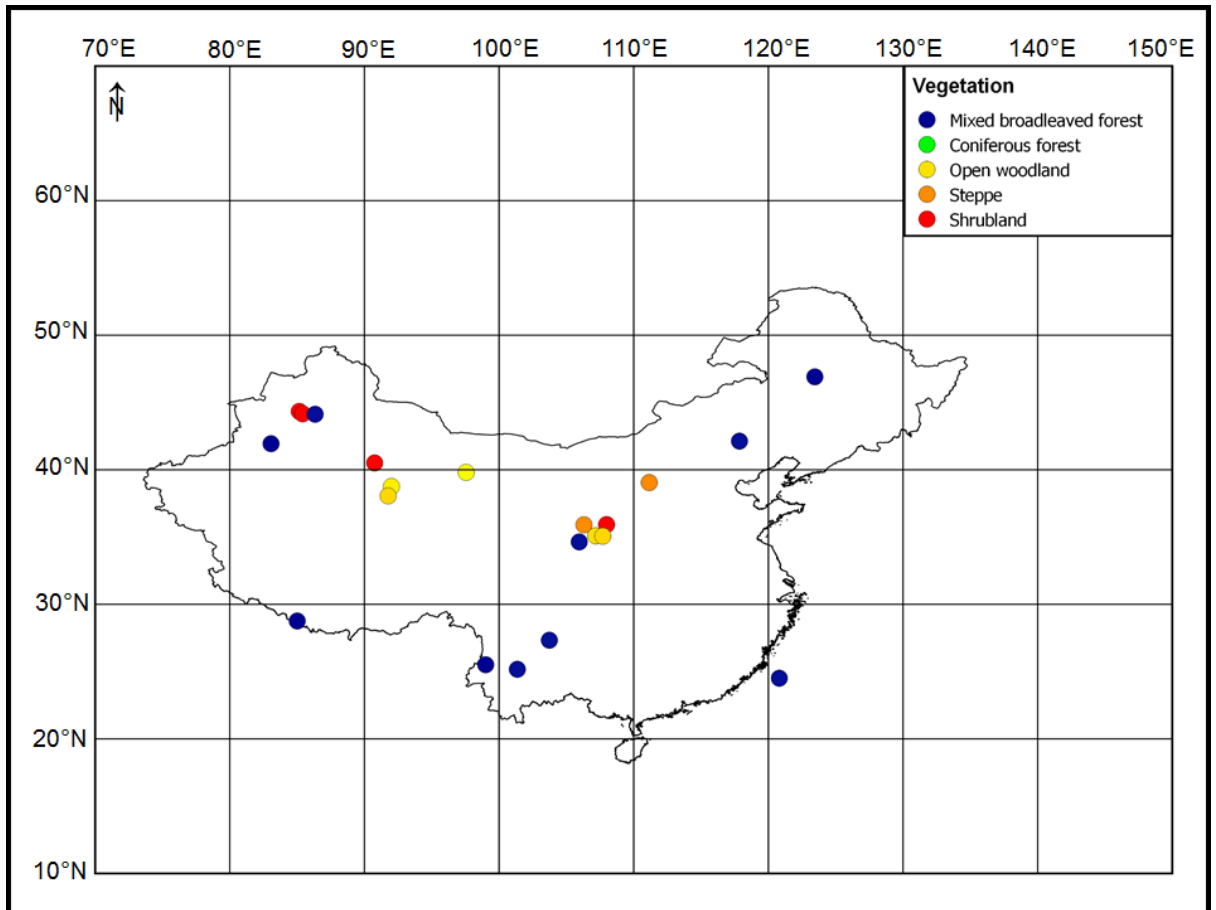 70°E 80°E 90°E 100°E 110°E 120°E 130°E 140°E 150°E
N
Vegetation
Mixed broadleaved forest
Coniferous forest
Open woodland
Steppe
Shrubland
60°N
50°N
40°N
30°N
20°N
10°N